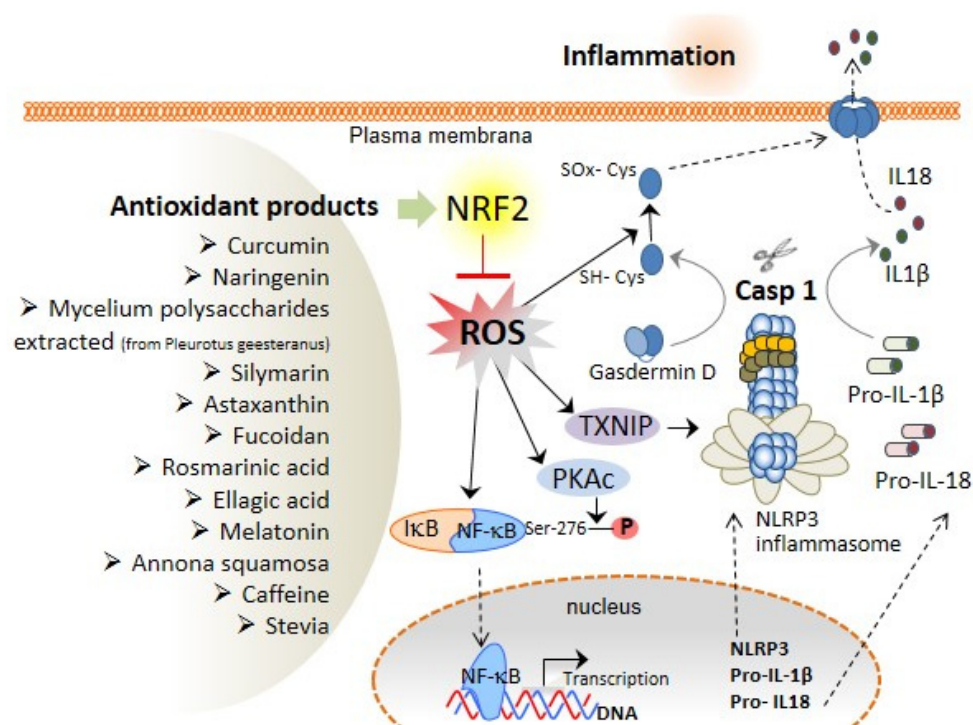 Inflammation
Plasma membrana
SOx- Cys
IL18
Antioxidant products
NRF2
➤ Curcumin
➤ Naringenin
➤ Mycelium polysaccharides
extracted (from Pleurotus geesteranus)
➤ Silymarin
➤ Astaxanthin
➤ Fucoidan
➤ Rosmarinic acid
➤ Ellagic acid
➤ Melatonin
➤ Annona squamosa
➤ Caffeine
➤ Stevia
SH- Cys
IL1β
Casp 1
ROS
Gasdermin D
Pro-IL-1β
TXNIP
Pro-IL-18
PKAc
IκB
NF-κB
Ser-276
P
NLRP3
inflammasome
nucleus
NF-κB
Transcription
DNA
NLRP3
Pro-IL-1β
Pro- IL18